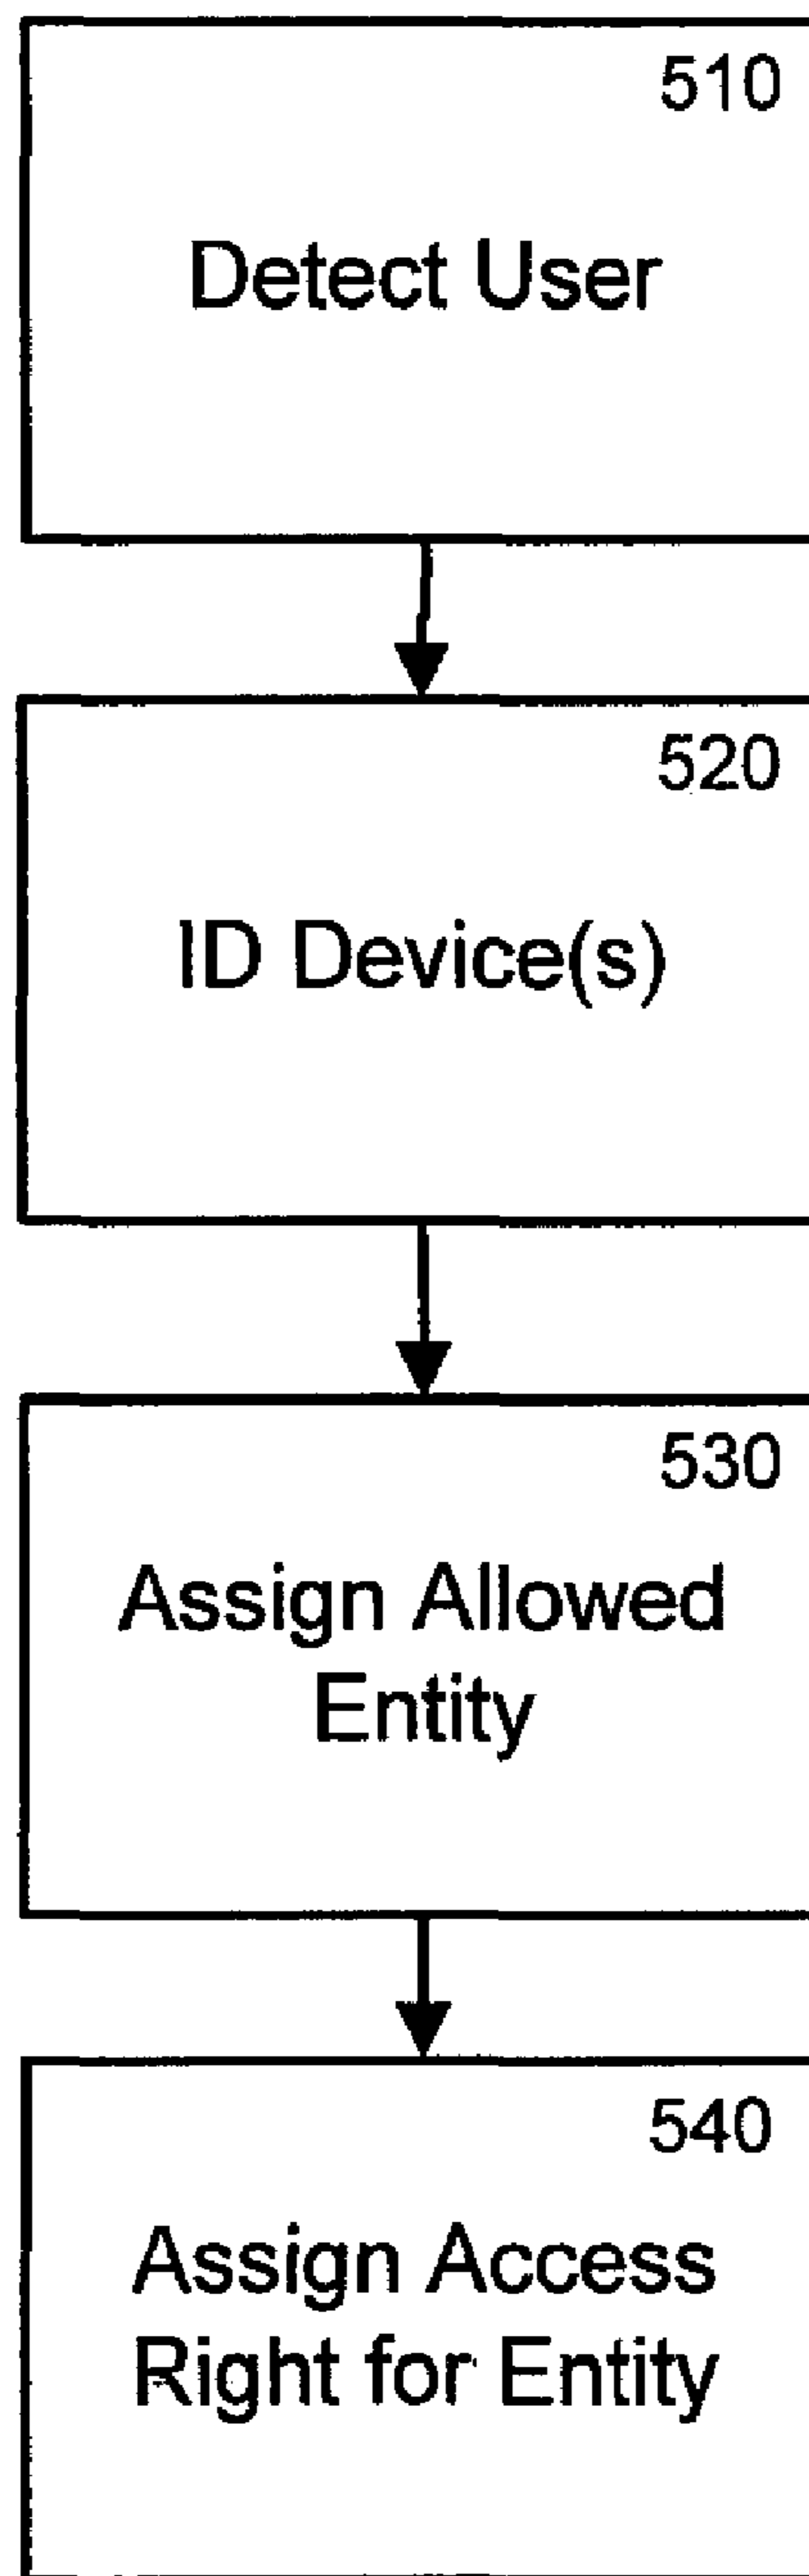 510
Detect User
520
ID Device(s)
530
Assign Allowed
Entity
540
Assign Access
Right for Entity